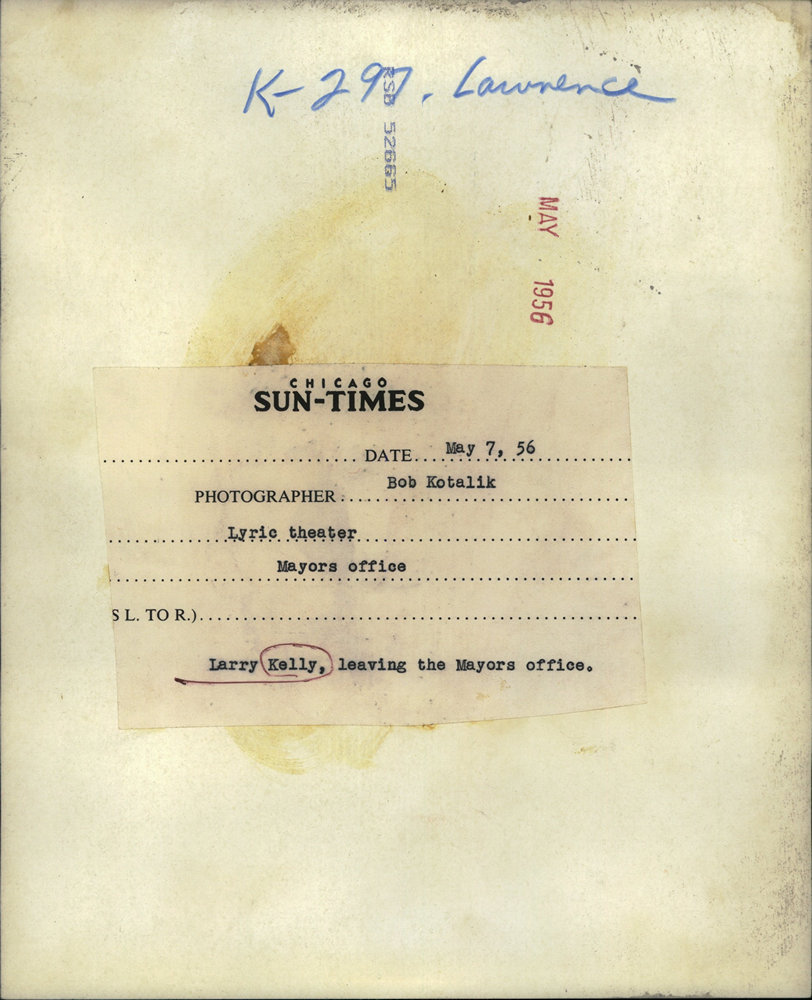 K-297. Lawrence
RSD 52665
MAY 1956
CHICAGO
SUN-TIMES
DATE May 7, 56
PHOTOGRAPHER Bob Kotalik
Lyric theater
Mayors office
S L. TO R.)
Larry Kelly, leaving the Mayors office.